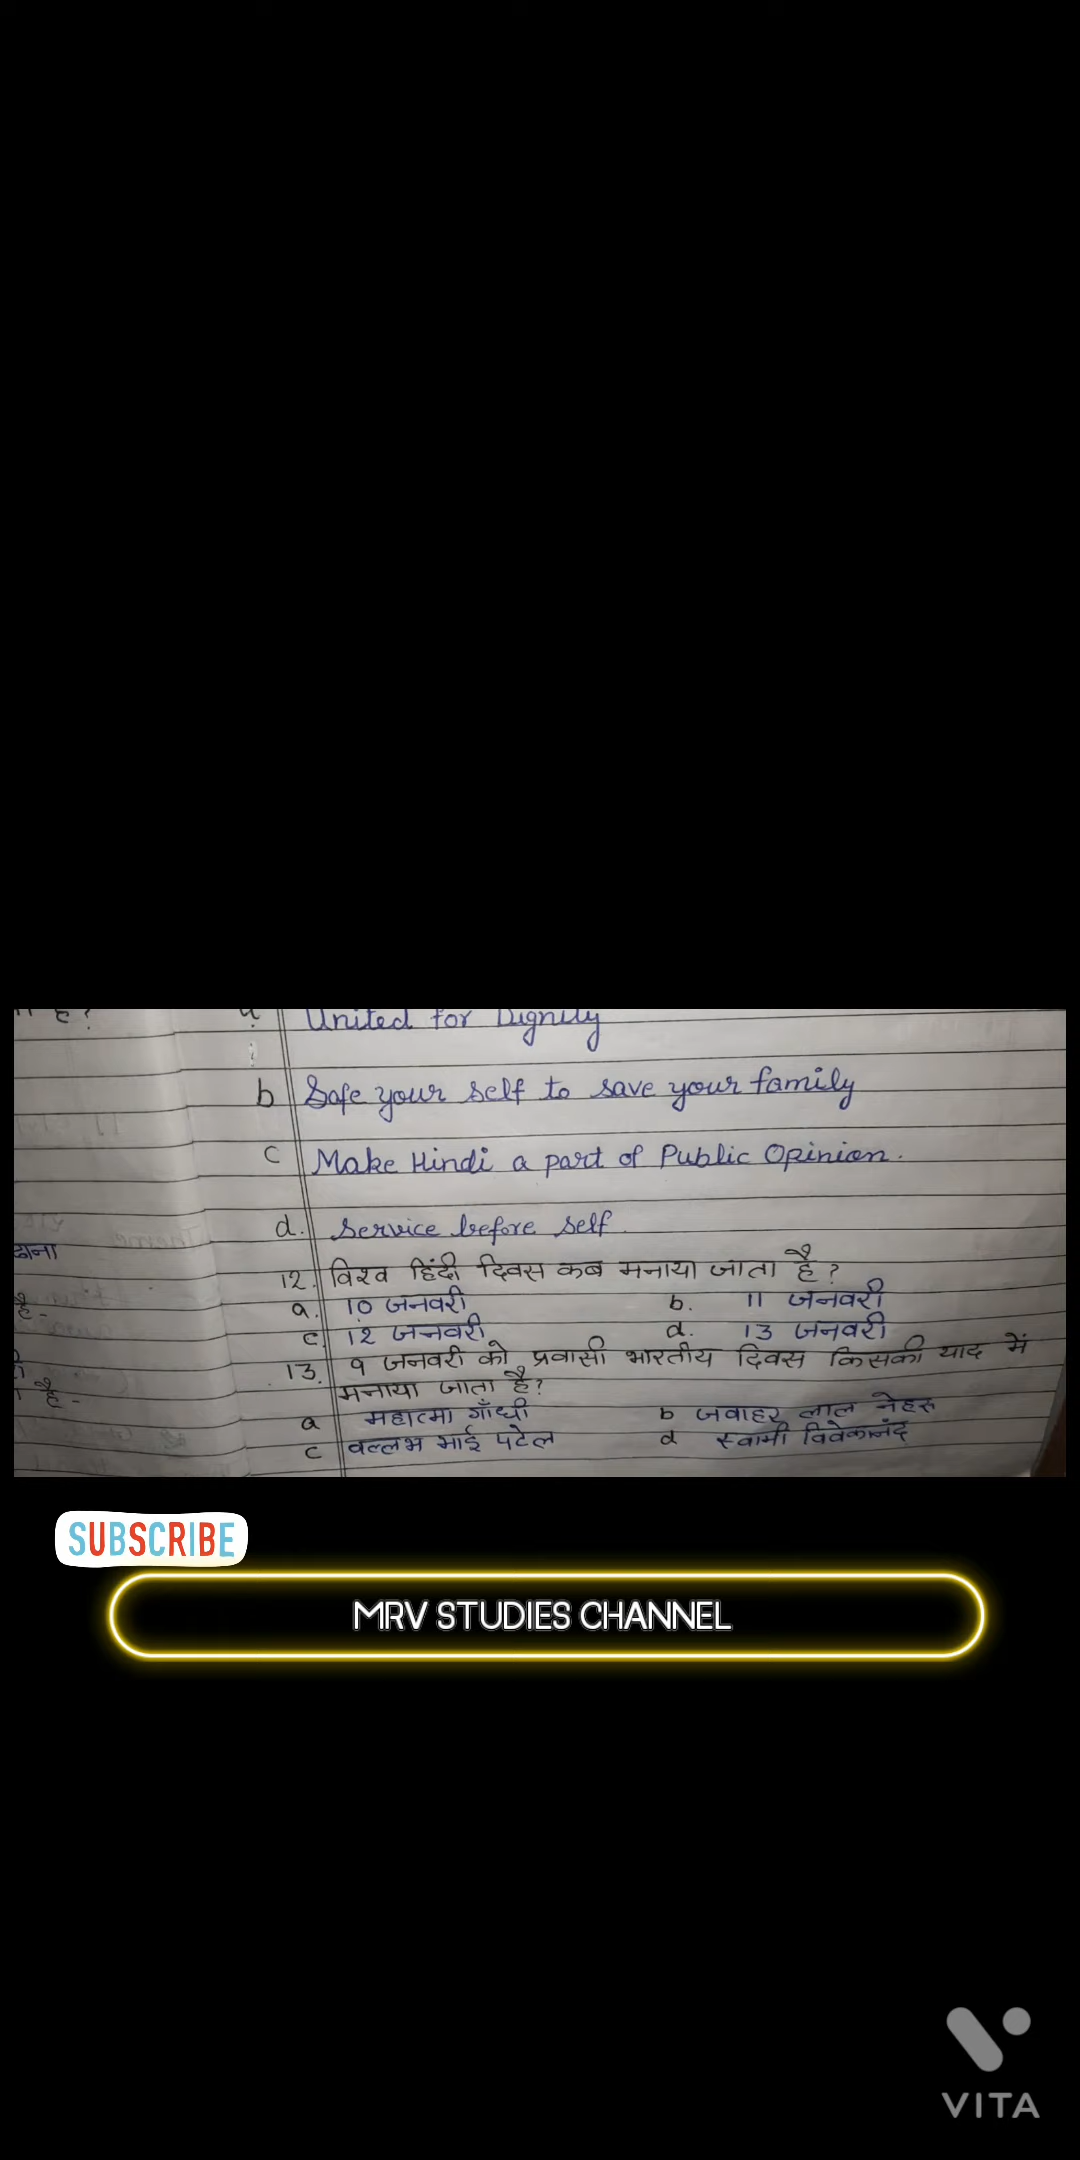 है?
United for Dignity
b Safe your self to save your family
c Make Hindi a part of Public Opinion.
d. Service before self.
12. विश्व हिंदी दिवस कब मनाया जाता है?
a. 10 जनवरी b. 11 जनवरी
c. 12 जनवरी d. 13 जनवरी
13. 9 जनवरी को प्रवासी भारतीय दिवस किसकी याद में
मनाया जाता है?
a महात्मा गाँधी b जवाहर लाल नेहरू
c वल्लभ भाई पटेल d स्वामी विवेकानंद
है-
है-
SUBSCRIBE
MRV STUDIES CHANNEL
VITA